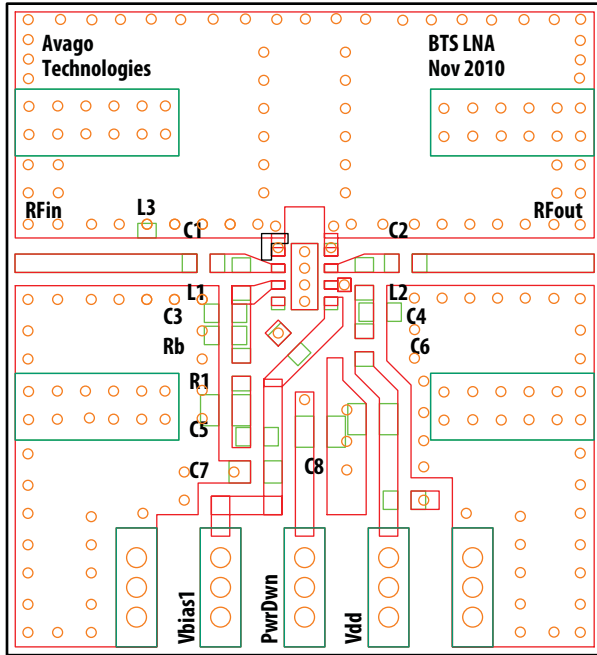 Avago
Technologies
BTS LNA
Nov 2010
RFin
L3
RFout
C1
C2
L1
L2
C3
C4
Rb
C6
R1
C5
C7
C8
Vbias1
PwrDwn
Vdd